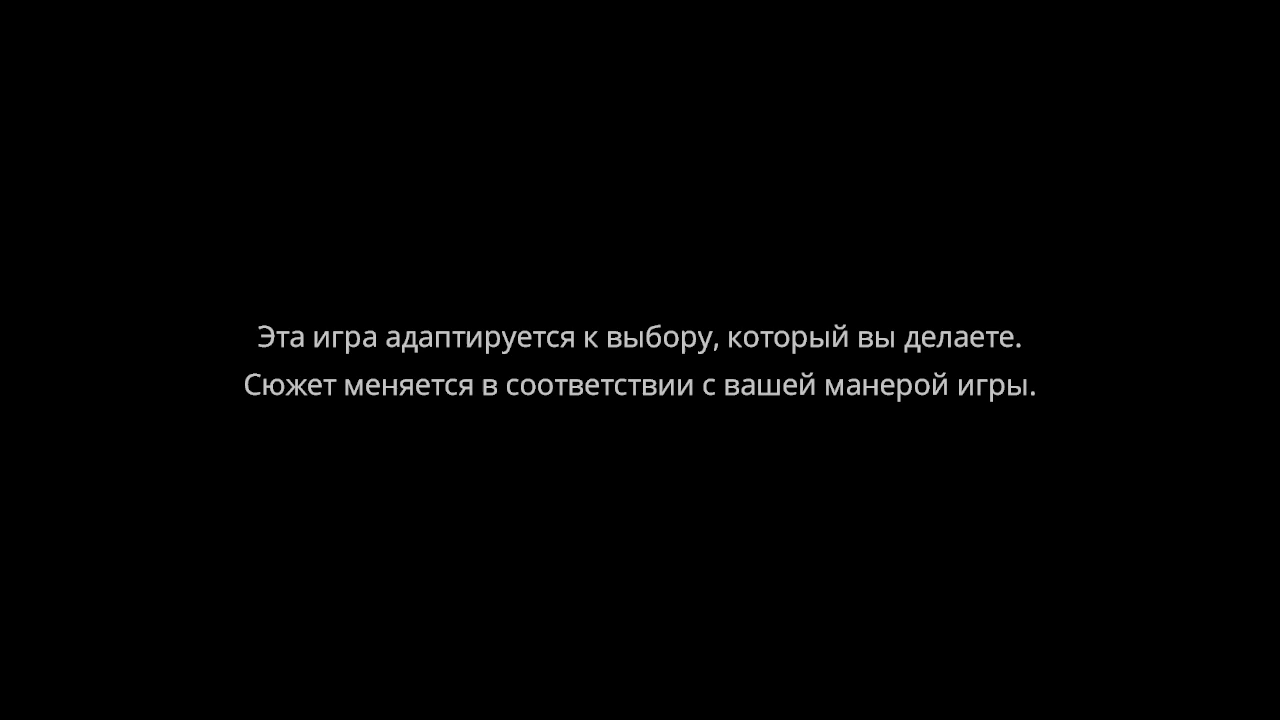 Эта игра адаптируется к выбору, который вы делаете.
Сюжет меняется в соответствии с вашей манерой игры.